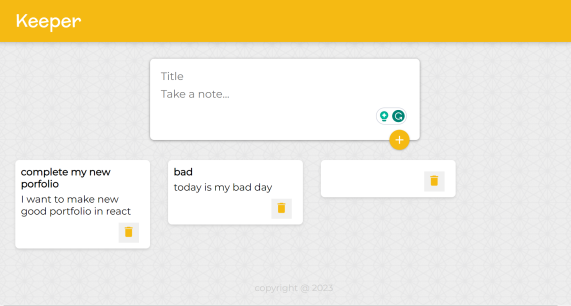 Keeper
Title
Take a note...
complete my new
porfolio
I want to make new
good portfolio in react
bad
today is my bad day
copyright @ 2023